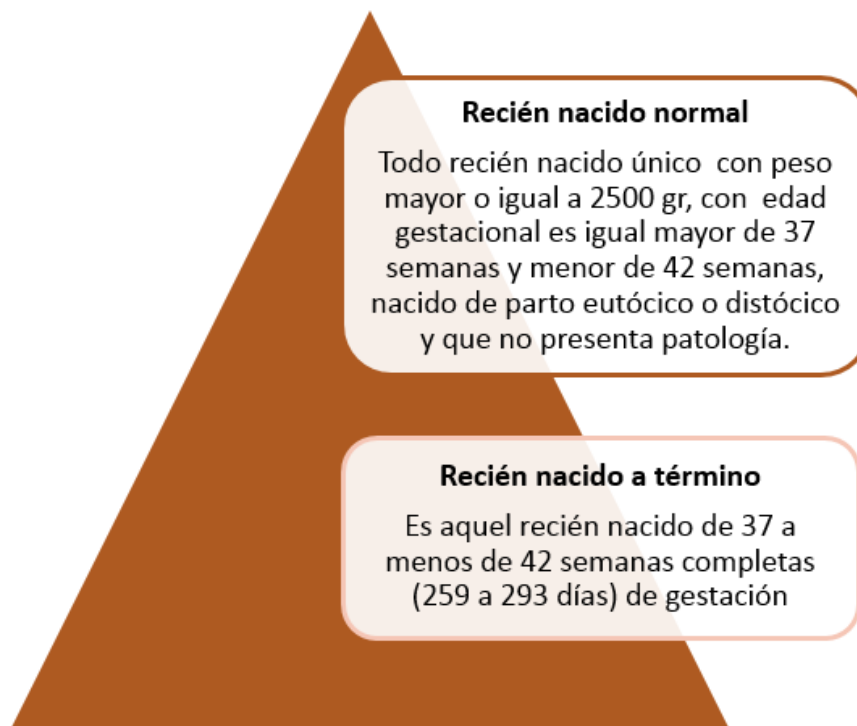 Recién nacido normal
Todo recién nacido único con peso
mayor o igual a 2500 gr, con edad
gestacional es igual mayor de 37
semanas y menor de 42 semanas,
nacido de parto eutócico o distócico
y que no presenta patología.
Recién nacido a término
Es aquel recién nacido de 37 a
menos de 42 semanas completas
(259 a 293 días) de gestación